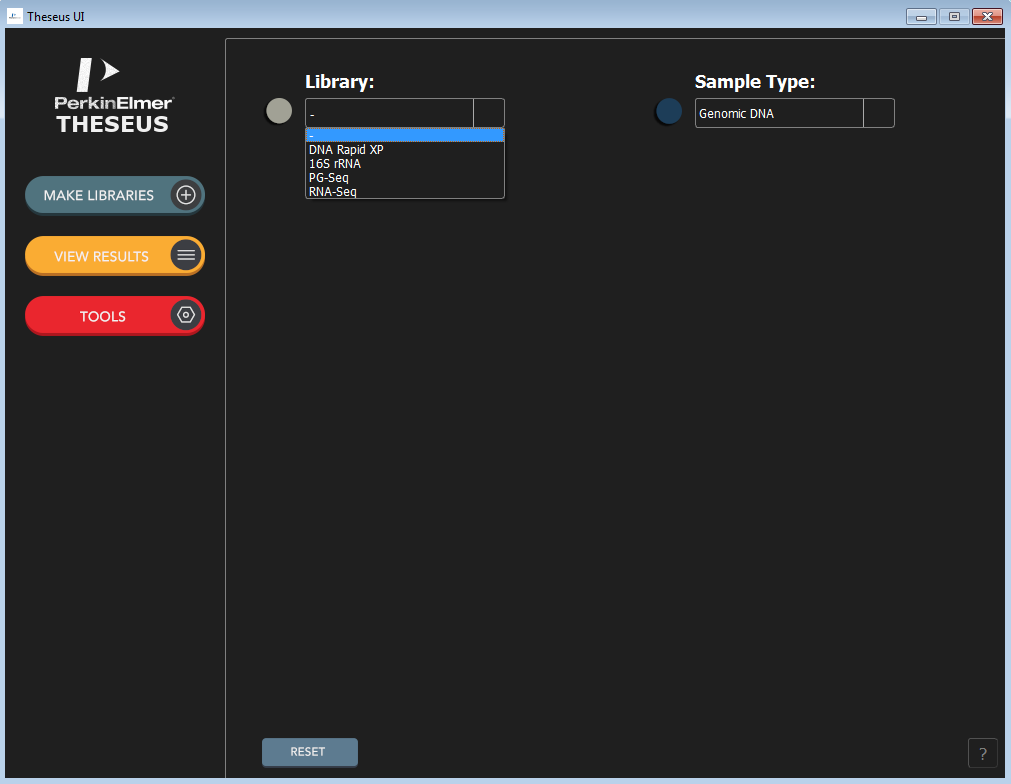 Theseus UI
PerkinElmer
THESEUS
MAKE LIBRARIES
VIEW RESULTS
TOOLS
Library:
-
-
DNA Rapid XP
16S rRNA
PG-Seq
RNA-Seq
Sample Type:
Genomic DNA
RESET
?